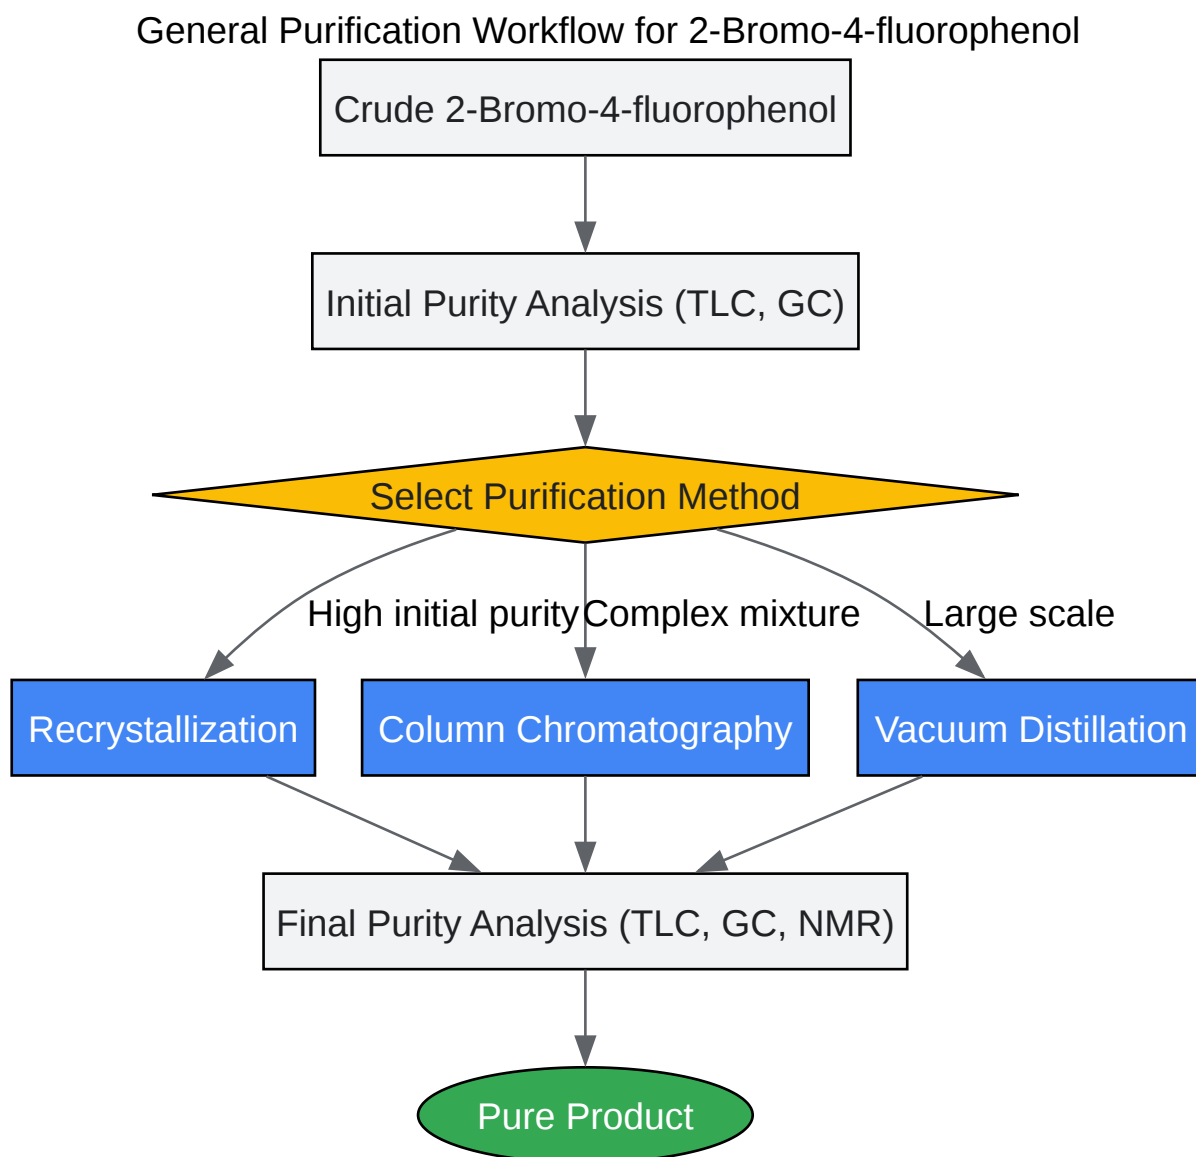 General Purification Workflow for 2-Bromo-4-fluorophenol
Crude 2-Bromo-4-fluorophenol
Initial Purity Analysis (TLC, GC)
Select Purification Method
High initial purity
Complex mixture
Large scale
Recrystallization
Column Chromatography
Vacuum Distillation
Final Purity Analysis (TLC, GC, NMR)
Pure Product